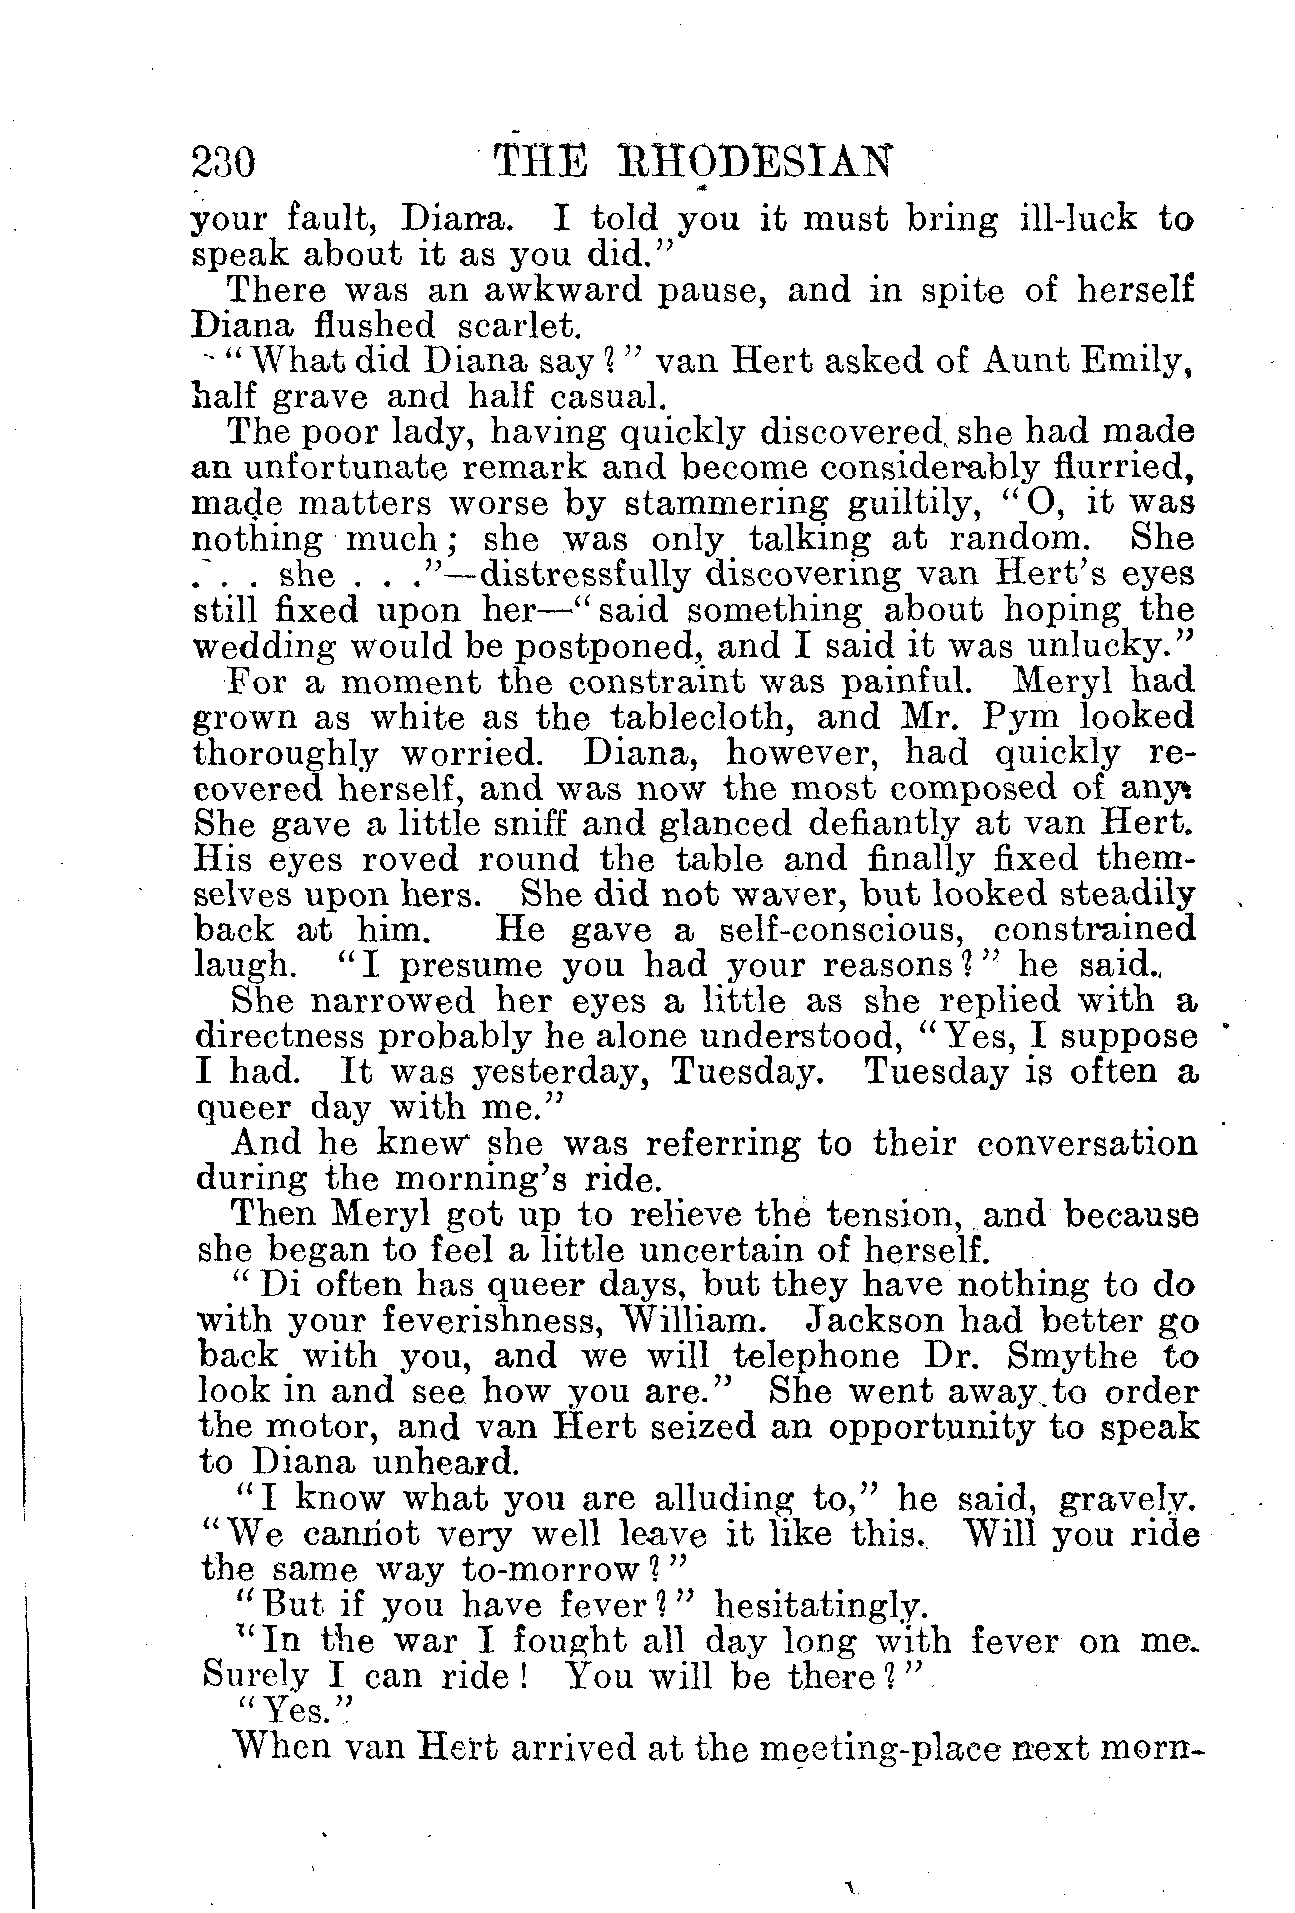 230 THE RHODESIAN
your fault, Diana. I told you it must bring ill-luck to
speak about it as you did."
There was an awkward pause, and in spite of herself
Diana flushed scarlet.
"What did Diana say?" van Hert asked of Aunt Emily,
half grave and half casual.
The poor lady, having quickly discovered she had made
an unfortunate remark and become considerably flurried,
made matters worse by stammering guiltily, "O, it was
nothing much; she was only talking at random. She
. . . she . . ."—distressfully discovering van Hert's eyes
still fixed upon her—"said something about hoping the
wedding would be postponed, and I said it was unlucky."
For a moment the constraint was painful. Meryl had
grown as white as the tablecloth, and Mr. Pym looked
thoroughly worried. Diana, however, had quickly re-
covered herself, and was now the most composed of any.
She gave a little sniff and glanced defiantly at van Hert.
His eyes roved round the table and finally fixed them-
selves upon hers. She did not waver, but looked steadily
back at him. He gave a self-conscious, constrained
laugh. "I presume you had your reasons?" he said.
She narrowed her eyes a little as she replied with a
directness probably he alone understood, "Yes, I suppose
I had. It was yesterday, Tuesday. Tuesday is often a
queer day with me."
And he knew she was referring to their conversation
during the morning's ride.
Then Meryl got up to relieve the tension, and because
she began to feel a little uncertain of herself.
"Di often has queer days, but they have nothing to do
with your feverishness, William. Jackson had better go
back with you, and we will telephone Dr. Smythe to
look in and see how you are." She went away to order
the motor, and van Hert seized an opportunity to speak
to Diana unheard.
"I know what you are alluding to," he said, gravely.
"We cannot very well leave it like this. Will you ride
the same way to-morrow?"
"But if you have fever?" hesitatingly.
"In the war I fought all day long with fever on me.
Surely I can ride! You will be there?"
"Yes."
When van Hert arrived at the meeting-place next morn-